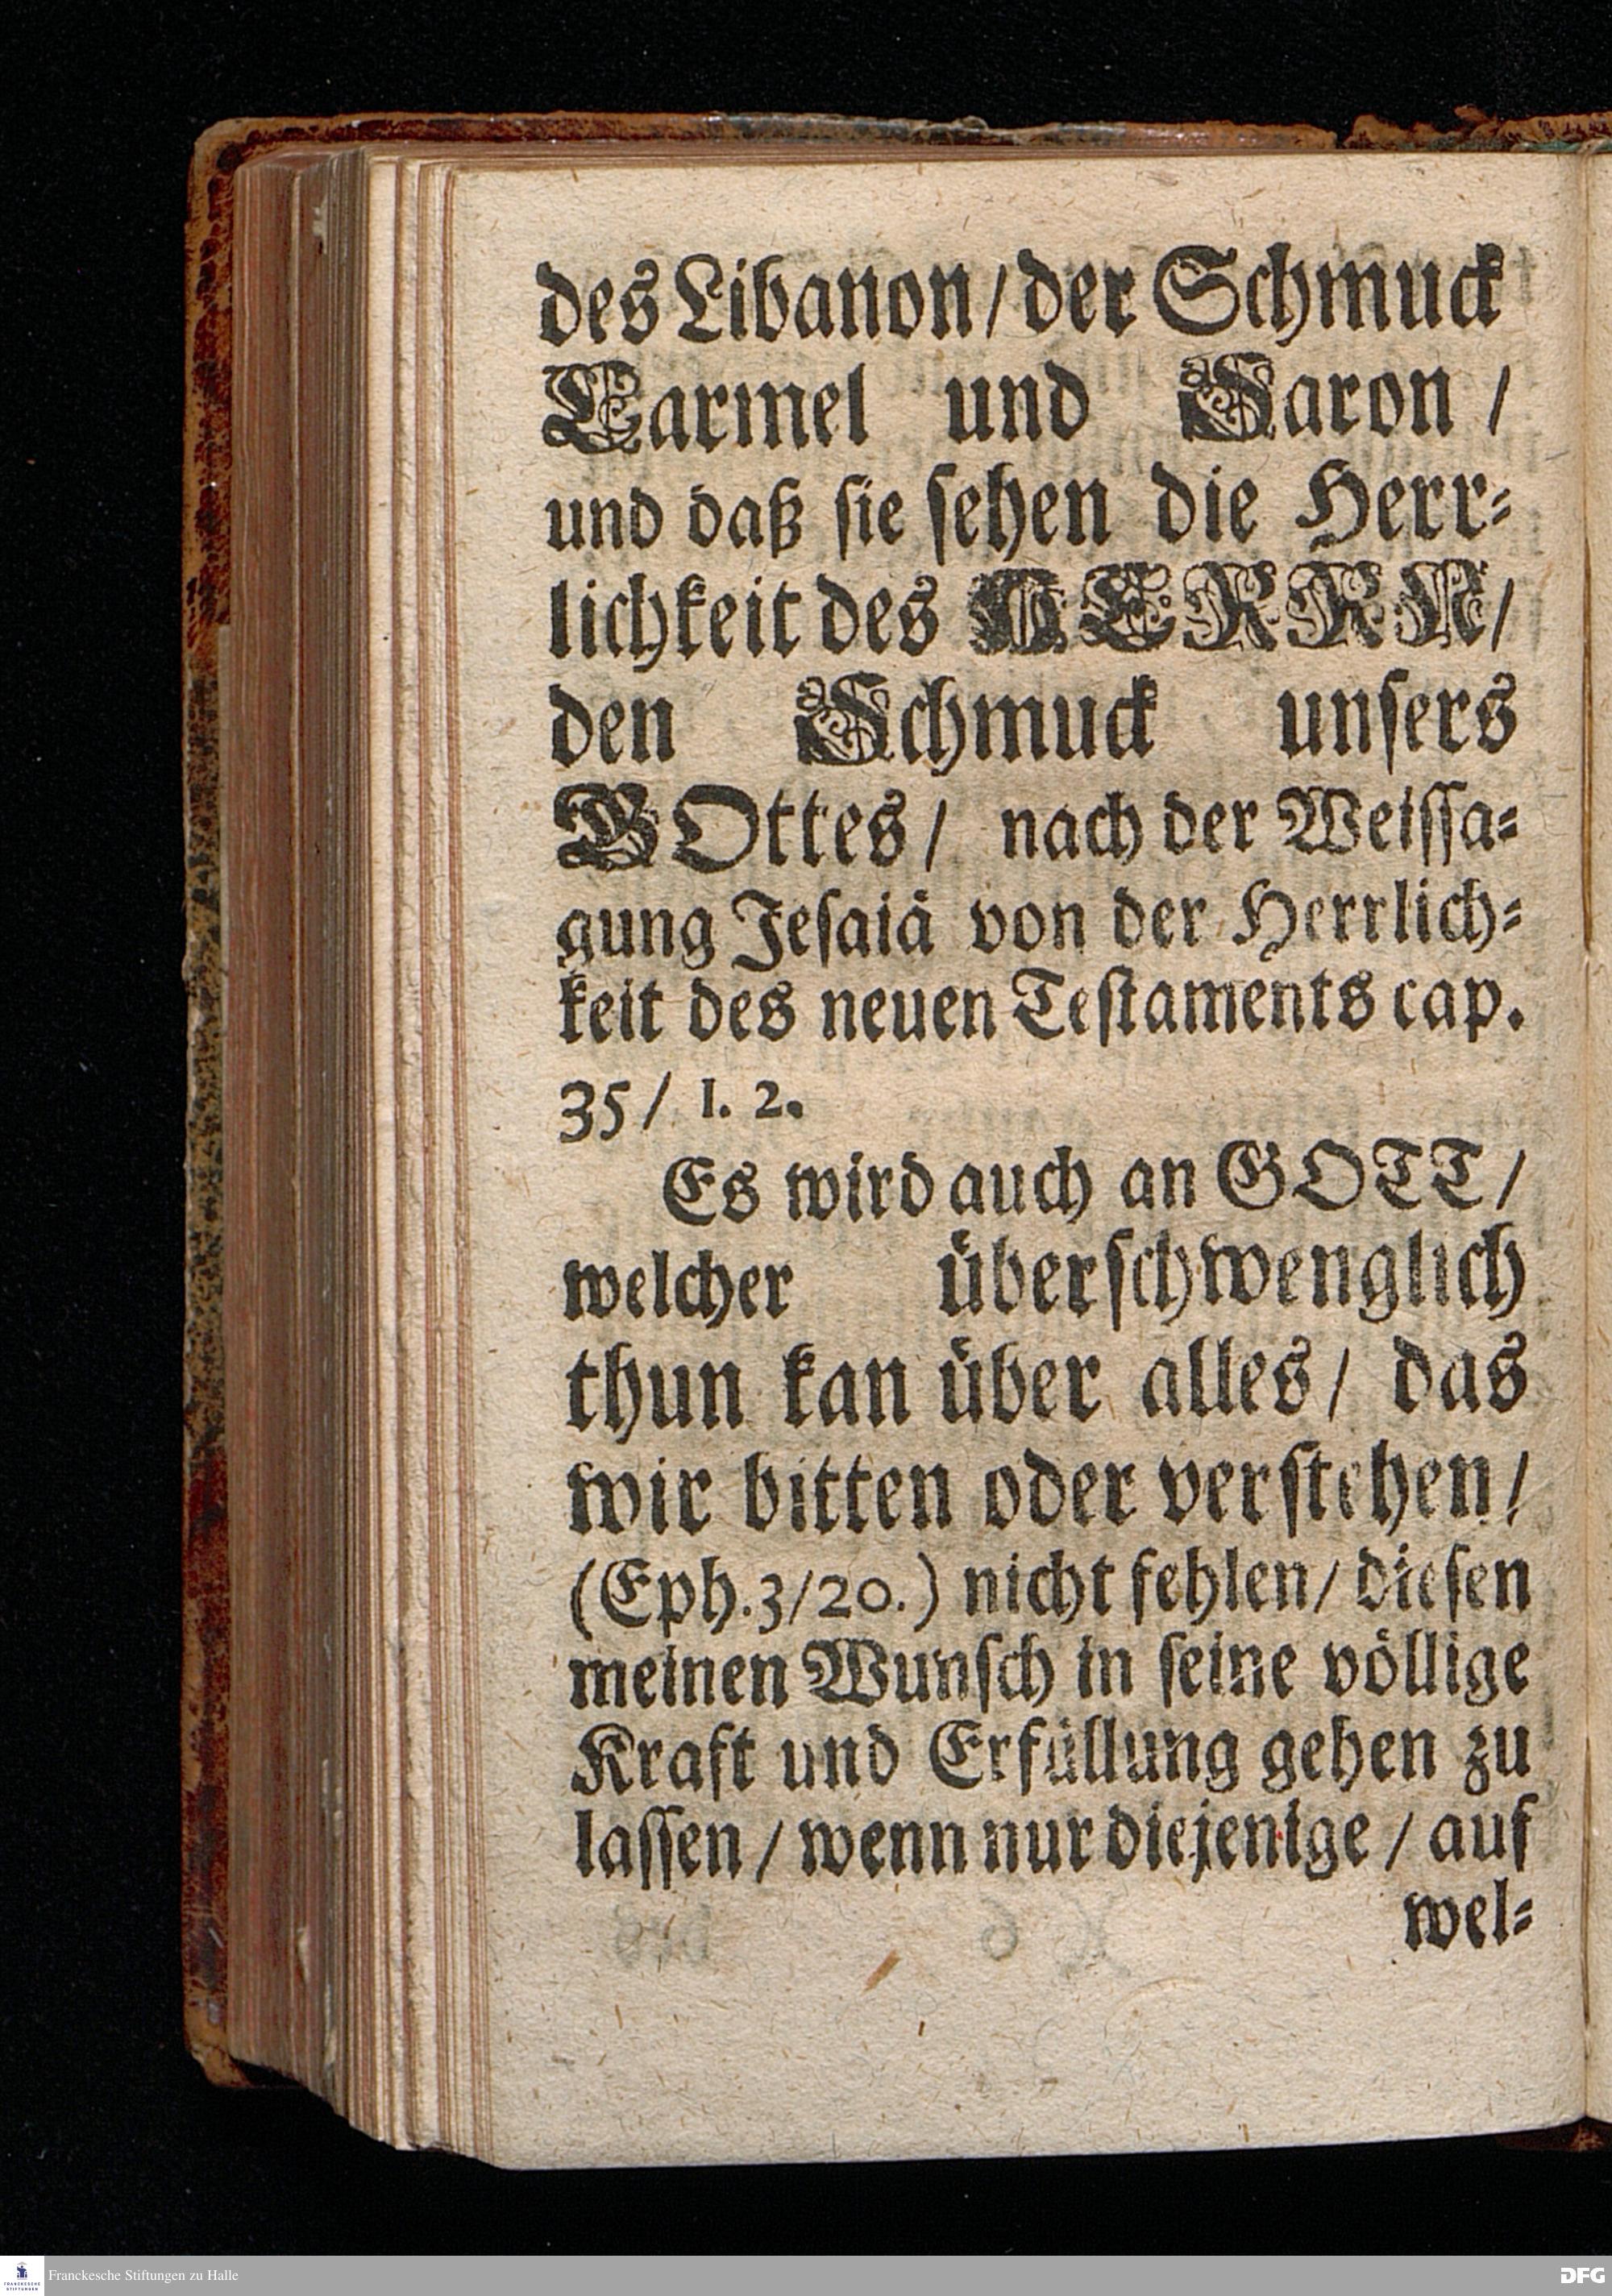 des Libanon/ der Schmuck
Carmel und Saron/
und daß sie sehen die Herr-
lichkeit des HERRN/
den Schmuck unsers
GOttes/ nach der Weissa-
gung Jesaiä von der Herrlich-
keit des neuen Testaments cap.
35/ 1. 2.
Es wird auch an GOTT/
welcher überschwenglich
thun kan über alles/ das
wir bitten oder verstehen/
(Eph. 3/20.) nicht fehlen/ diesen
meinen Wunsch in seine völlige
Kraft und Erfüllung gehen zu
lassen/ wenn nur diejenige/ auf
wel-
FRANCKESCHE STIFTUNGEN
Franckesche Stiftungen zu Halle
DFG